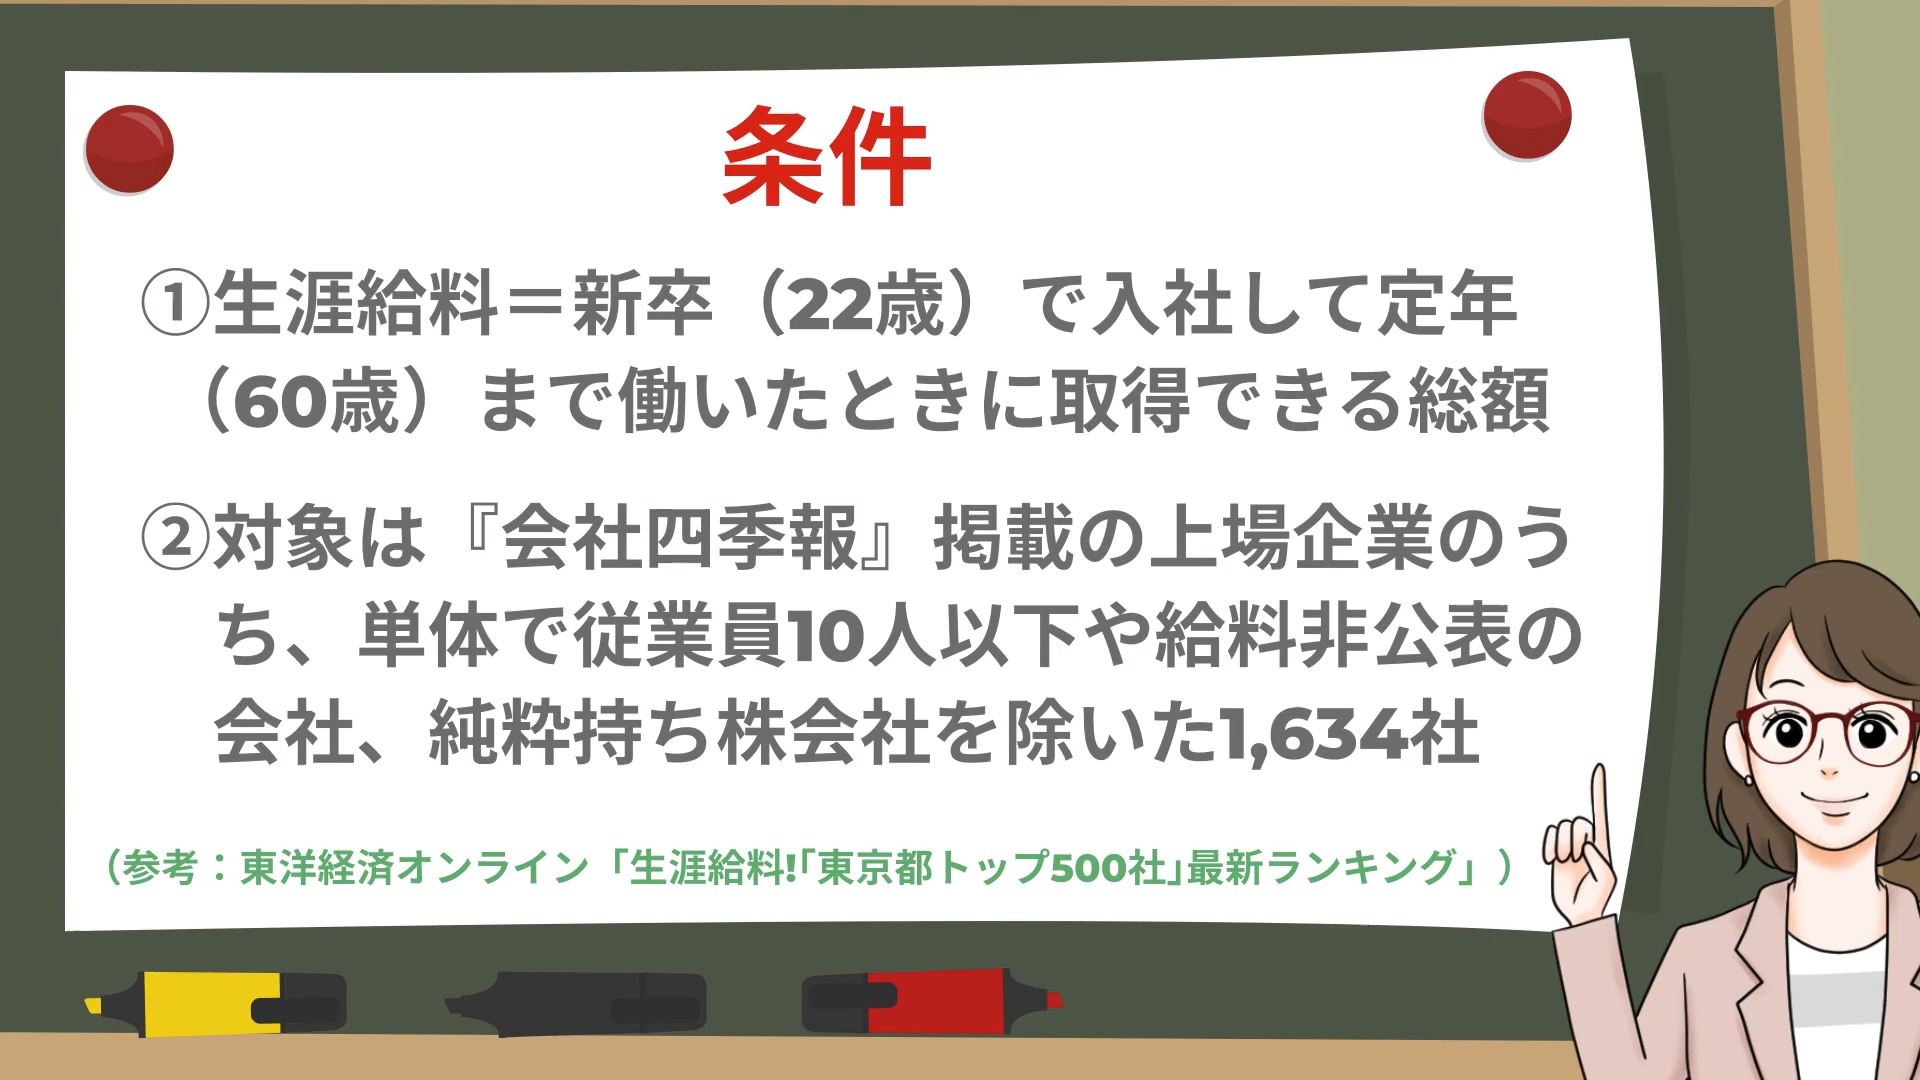 条件
①生涯給料＝新卒（22歳）で入社して定年
（60歳）まで働いたときに取得できる総額
②対象は『会社四季報』掲載の上場企業のう
ち、単体で従業員10人以下や給料非公表の
会社、純粋持ち株会社を除いた1,634社
（参考：東洋経済オンライン「生涯給料!｢東京都トップ500社｣最新ランキング」）